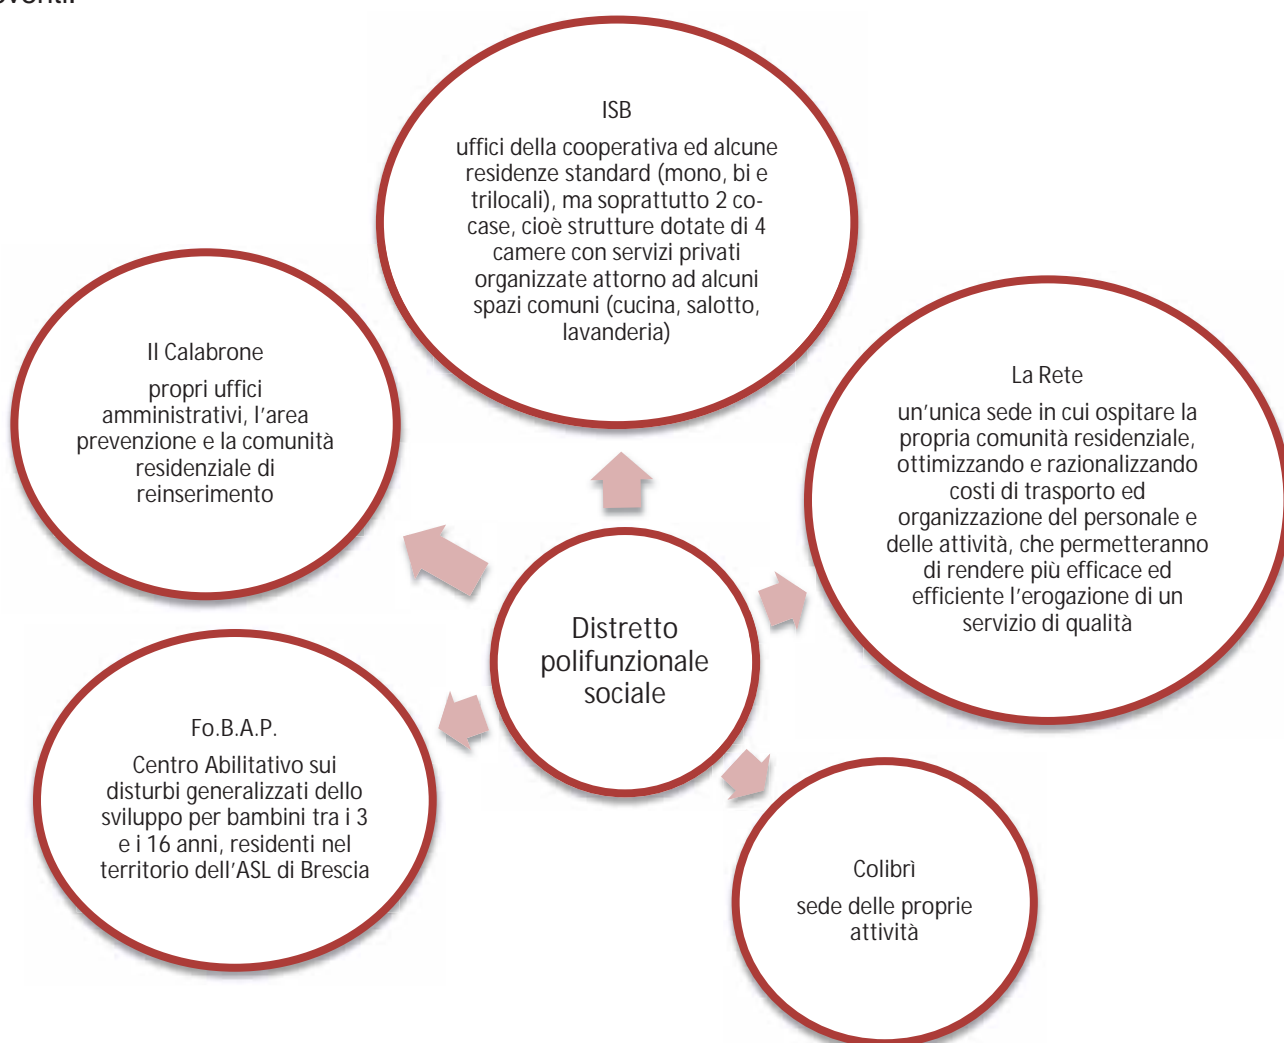 ISB
uffici della cooperativa ed alcune
residenze standard (mono, bi e
trilocali), ma soprattutto 2 co-
case, cioè strutture dotate di 4
camere con servizi privati
organizzate attorno ad alcuni
spazi comuni (cucina, salotto,
lavanderia)
Il Calabrone
propri uffici
amministrativi, l’area
prevenzione e la comunità
residenziale di
reinserimento
La Rete
un’unica sede in cui ospitare la
propria comunità residenziale,
ottimizzando e razionalizzando
costi di trasporto ed
organizzazione del personale e
delle attività, che permetteranno
di rendere più efficace ed
efficiente l’erogazione di un
servizio di qualità
Distretto
polifunzionale
sociale
Fo.B.A.P.
Centro Abilitativo sui
disturbi generalizzati dello
sviluppo per bambini tra i 3
e i 16 anni, residenti nel
territorio dell’ASL di Brescia
Colibrì
sede delle proprie
attività